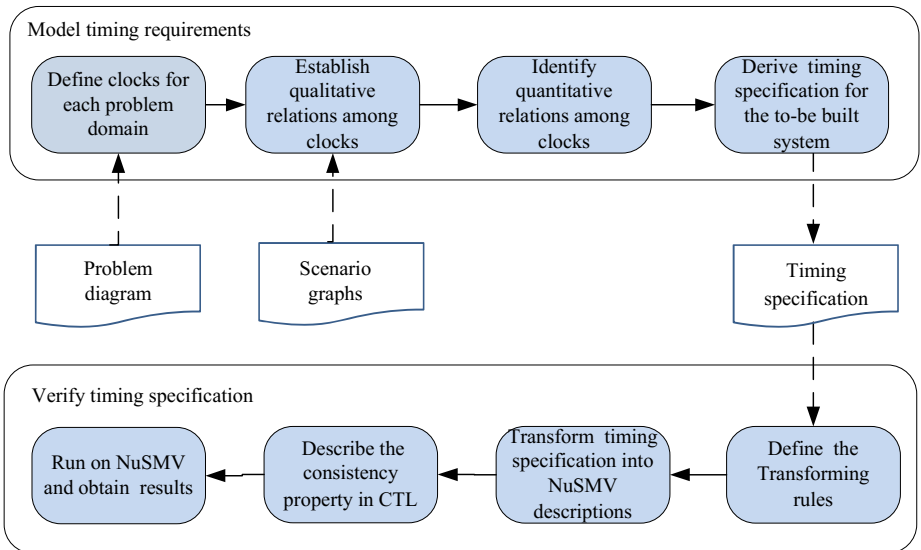 Model timing requirements
Define clocks for
each problem
domain
Establish
qualitative
relations among
clocks
Identify
quantitative
relations among
clocks
Derive timing
specification for
the to-be built
system
Problem
diagram
Scenario
graphs
Timing
specification
Verify timing specification
Run on NuSMV
and obtain results
Describe the
consistency
property in CTL
Transform timing
specification into
NuSMV
descriptions
Define the
Transforming
rules